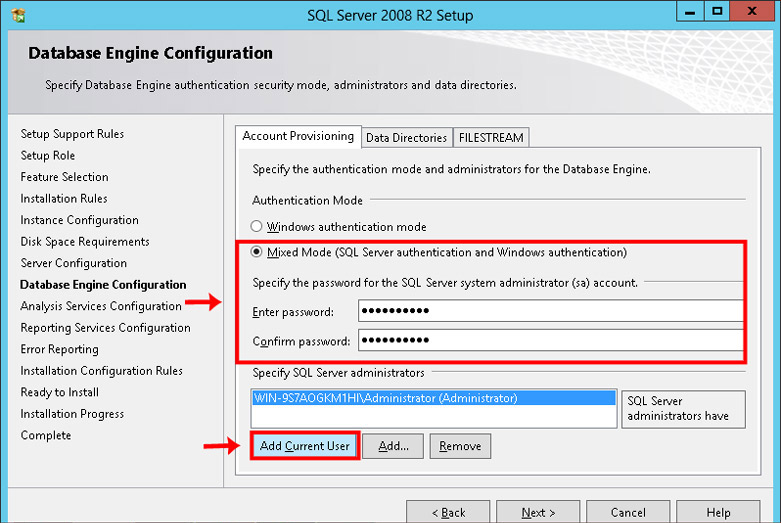 SQL Server 2008 R2 Setup
Database Engine Configuration
Specify Database Engine authentication security mode, administrators and data directories.
Setup Support Rules
Setup Role
Feature Selection
Installation Rules
Instance Configuration
Disk Space Requirements
Server Configuration
Database Engine Configuration
Analysis Services Configuration
Reporting Services Configuration
Error Reporting
Installation Configuration Rules
Ready to Install
Installation Progress
Complete
Account Provisioning Data Directories FILESTREAM
Specify the authentication mode and administrators for the Database Engine.
Authentication Mode
Windows authentication mode
Mixed Mode (SQL Server authentication and Windows authentication)
Specify the password for the SQL Server system administrator (sa) account.
Enter password: ●●●●●●●●●●
Confirm password: ●●●●●●●●●●
Specify SQL Server administrators
WIN-9S7AOGKM1HI\Administrator (Administrator)
SQL Server
administrators have
Add Current User Add... Remove
< Back Next > Cancel Help